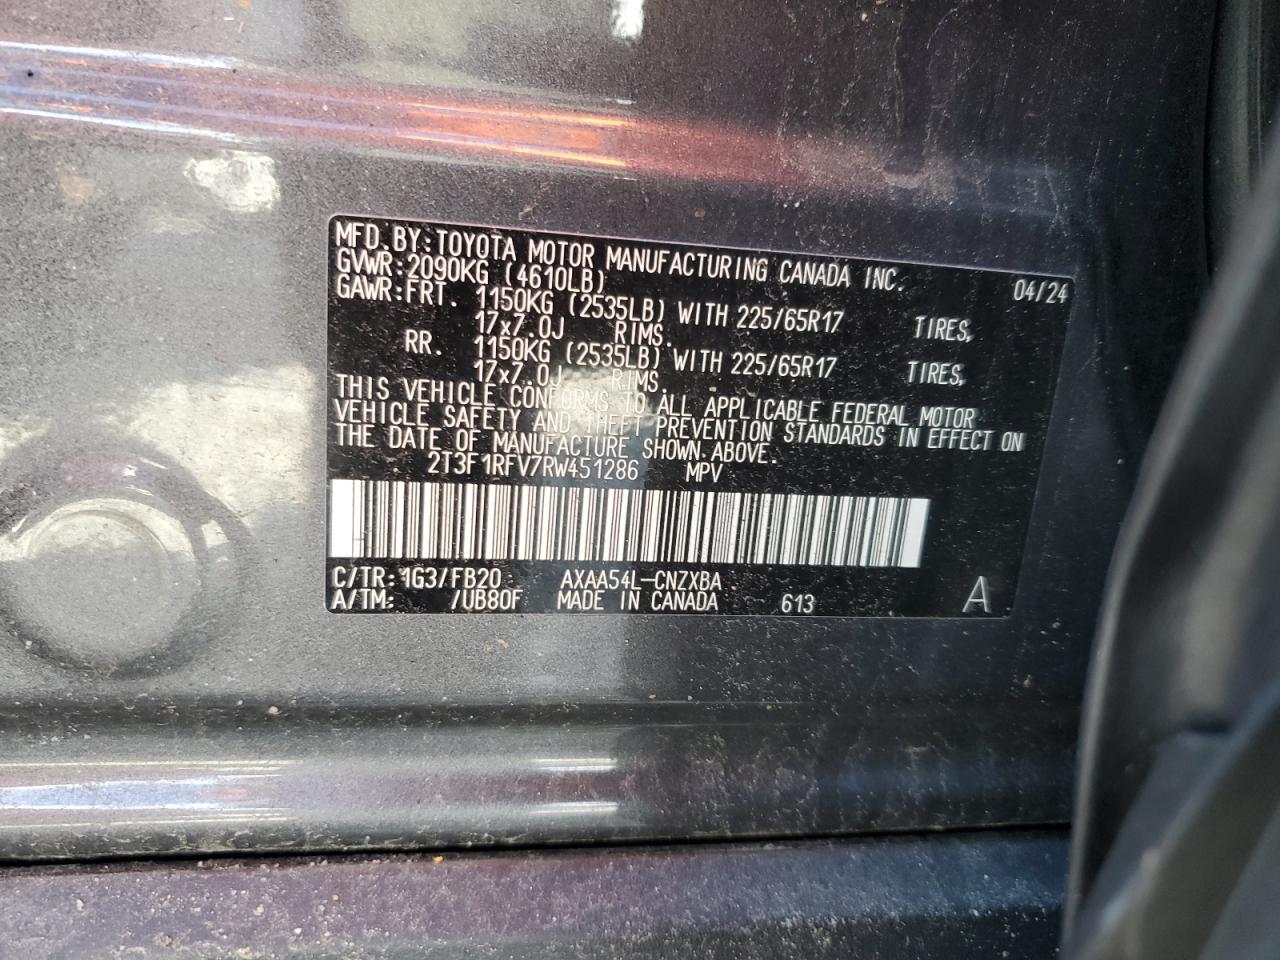 MFD.BY:TOYOTA MOTOR MANUFACTURING CANADA INC.
GVWR:2090KG (4610LB) 04/24
GAWR:FRT. 1150KG (2535LB) WITH 225/65R17 TIRES,
17x7.0J RIMS.
RR. 1150KG (2535LB) WITH 225/65R17 TIRES,
17x7.0J RIMS.
THIS VEHICLE CONFORMS TO ALL APPLICABLE FEDERAL MOTOR
VEHICLE SAFETY AND THEFT PREVENTION STANDARDS IN EFFECT ON
THE DATE OF MANUFACTURE SHOWN ABOVE.
2T3F1RFV7RW451286 MPV
C/TR:1G3/FB20 AXAA54L-CNZXBA
A/TM: /UB80F MADE IN CANADA 613 A